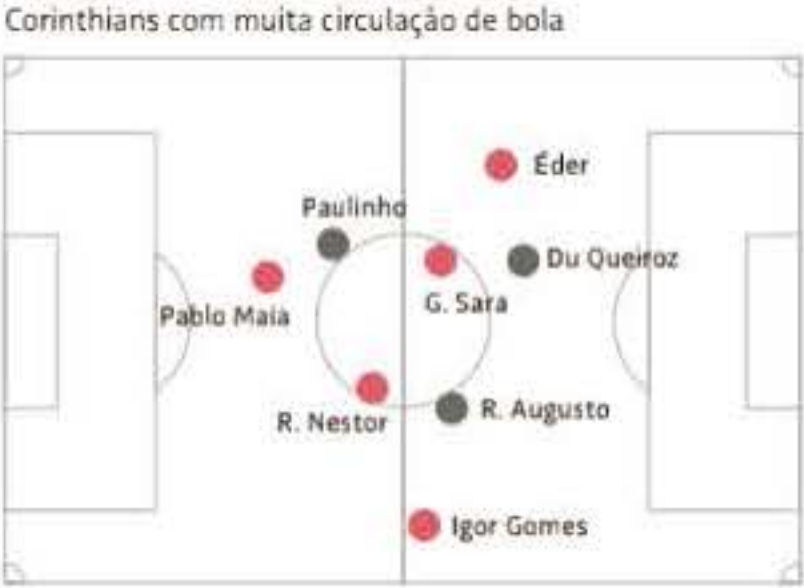 Corinthians com muita circulação de bola
Éder
Paulinho
Du Queiroz
G. Sara
Pablo Maia
R. Augusto
R. Nestor
Igor Gomes